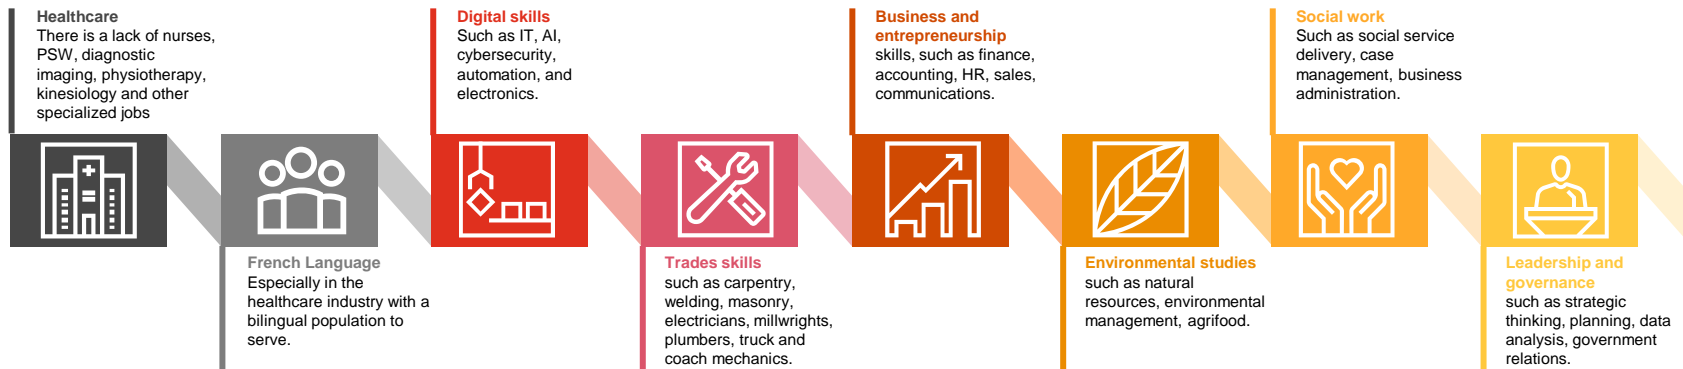 Healthcare
There is a lack of nurses,
PSW, diagnostic
imaging, physiotherapy,
kinesiology and other
specialized jobs
French Language
Especially in the
healthcare industry with a
bilingual population to
serve.
Digital skills
Such as IT, AI,
cybersecurity,
automation, and
electronics.
Trades skills
such as carpentry,
welding, masonry,
electricians, millwrights,
plumbers, truck and
coach mechanics.
Business and
entrepreneurship
skills, such as finance,
accounting, HR, sales,
communications.
Environmental studies
such as natural
resources, environmental
management, agrifood.
Social work
Such as social service
delivery, case
management, business
administration.
Leadership and
governance
such as strategic
thinking, planning, data
analysis, government
relations.